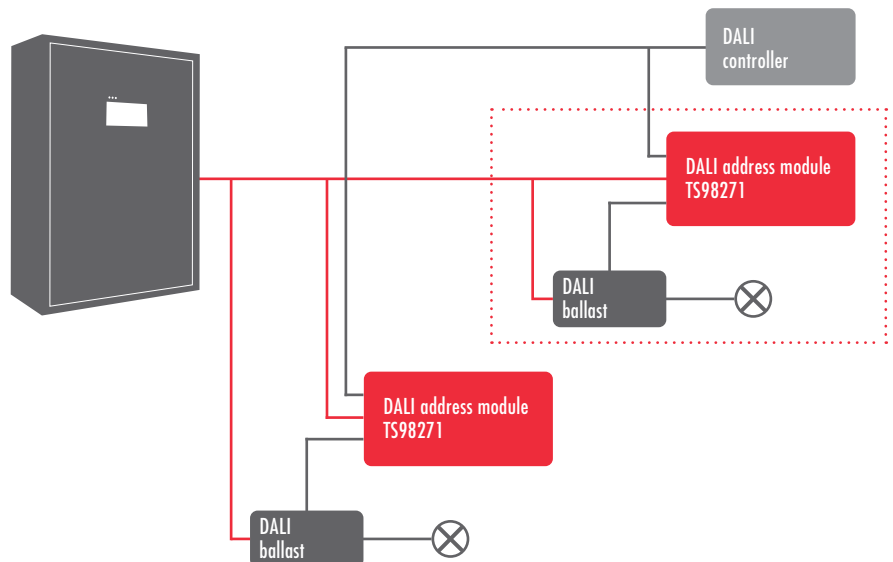 DALI
controller
DALI address module
TS98271
DALI
ballast
DALI address module
TS98271
DALI
ballast